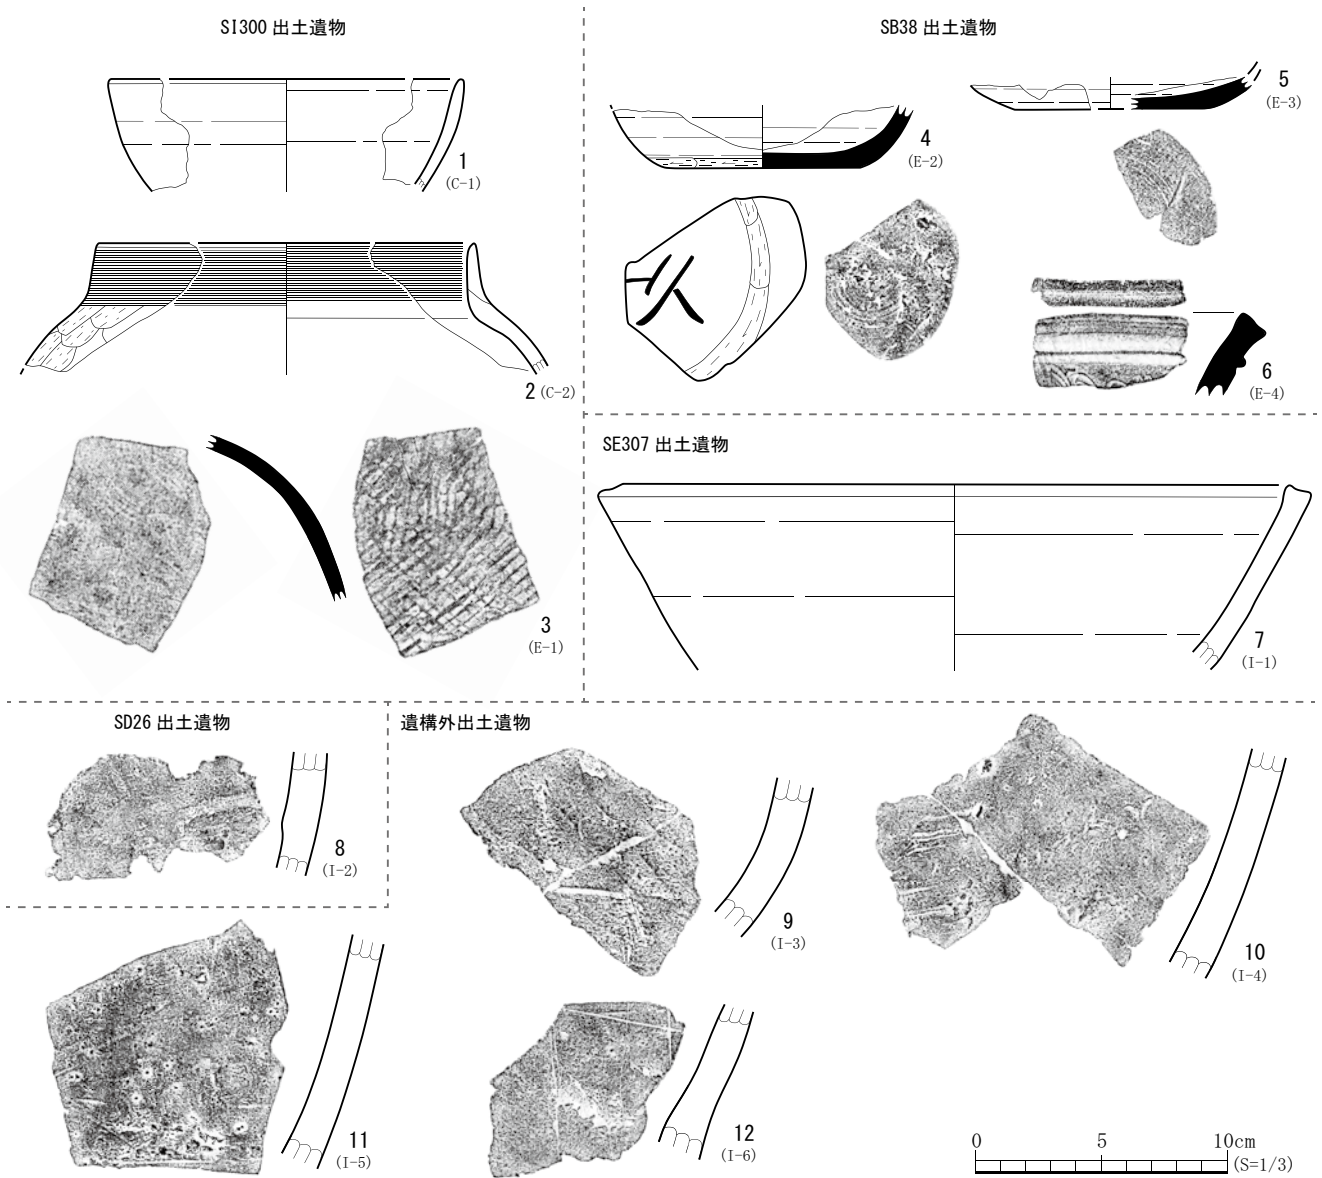 SI300 出土遺物
1
(C-1)
2 (C-2)
3
(E-1)
SB38 出土遺物
4
(E-2)
5
(E-3)
6
(E-4)
SE307 出土遺物
7
(I-1)
SD26 出土遺物
8
(I-2)
遺構外出土遺物
9
(I-3)
10
(I-4)
11
(I-5)
12
(I-6)
0 5 10cm
(S=1/3)